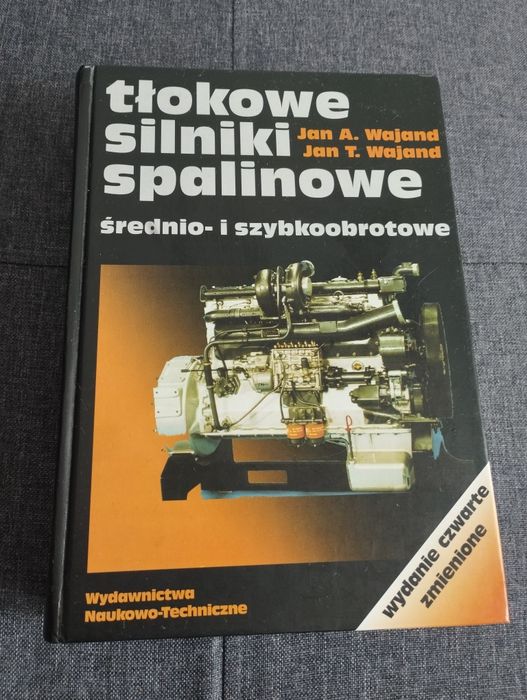 tłokowe
silniki
spalinowe
Jan A. Wajand
Jan T. Wajand
średnio- i szybkoobrotowe
wydanie czwarte
zmienione
Wydawnictwa
Naukowo-Techniczne